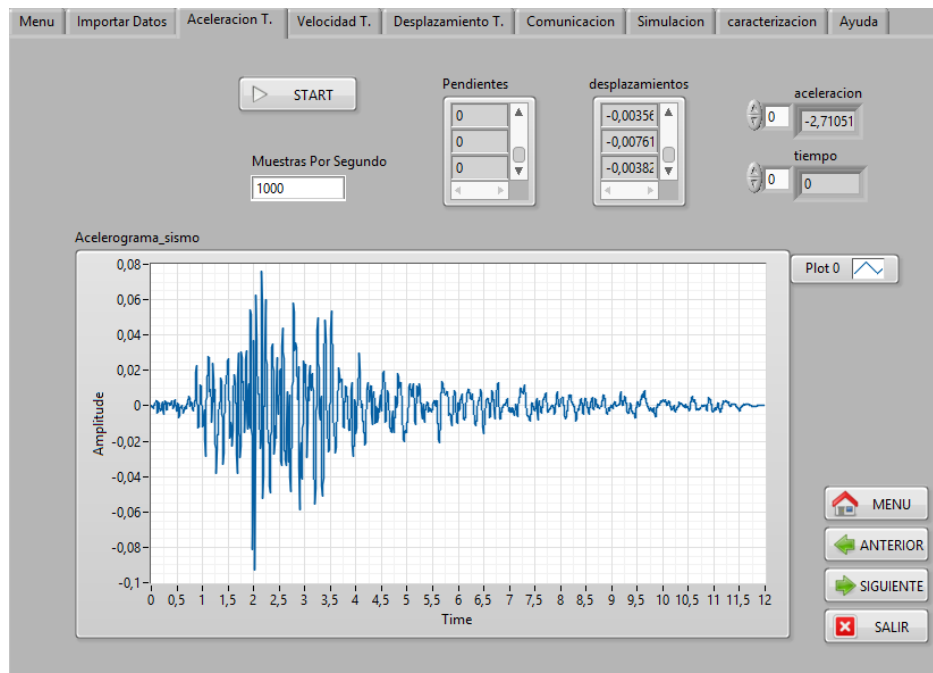 Menu
Importar Datos
Aceleracion T.
Velocidad T.
Desplazamiento T.
Comunicacion
Simulacion
caracterizacion
Ayuda
START
Muestras Por Segundo
1000
Pendientes
0
0
0
desplazamientos
-0,00356
-0,00761
-0,00382
aceleracion
0
-2,71051
tiempo
0
0
Acelerograma_sismo
Plot 0
0,08
0,06
0,04
0,02
0
-0,02
-0,04
-0,06
-0,08
-0,1
Amplitude
0 0,5 1 1,5 2 2,5 3 3,5 4 4,5 5 5,5 6 6,5 7 7,5 8 8,5 9 9,5 10 10,5 11 11,5 12
Time
MENU
ANTERIOR
SIGUIENTE
SALIR